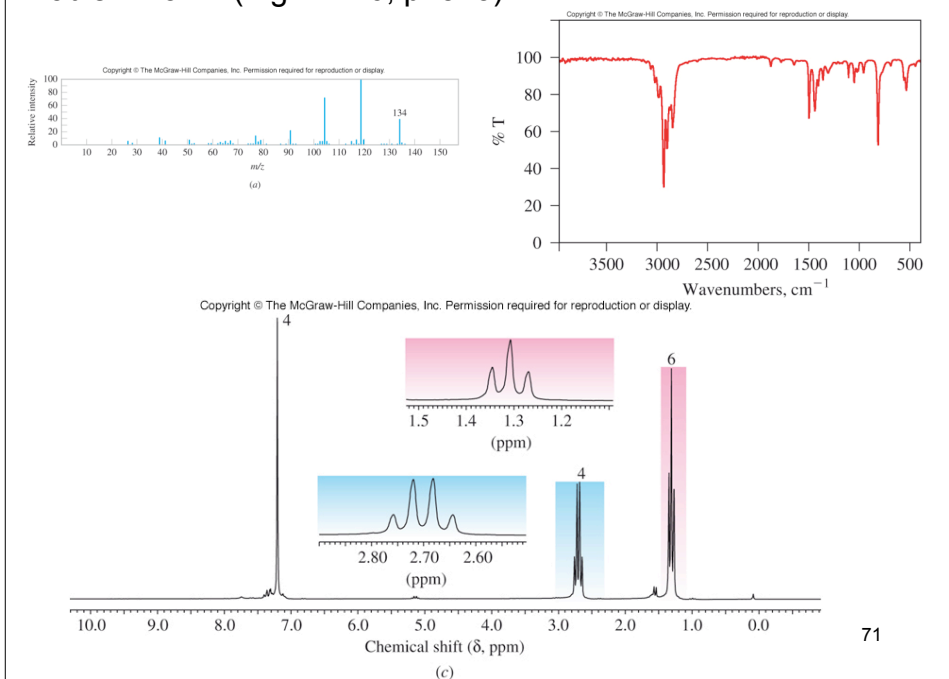 Copyright © The McGraw-Hill Companies, Inc. Permission required for reproduction or display.
Relative intensity
100
80
60
40
20
0
134
10 20 30 40 50 60 70 80 90 100 110 120 130 140 150
m/z
(a)
Copyright © The McGraw-Hill Companies, Inc. Permission required for reproduction or display.
% T
100
80
60
40
20
0
3500 3000 2500 2000 1500 1000 500
Wavenumbers, cm⁻¹
Copyright © The McGraw-Hill Companies, Inc. Permission required for reproduction or display.
4
1.5 1.4 1.3 1.2
(ppm)
6
4
2.80 2.70 2.60
(ppm)
10.0 9.0 8.0 7.0 6.0 5.0 4.0 3.0 2.0 1.0 0.0
Chemical shift (δ, ppm)
(c)
71